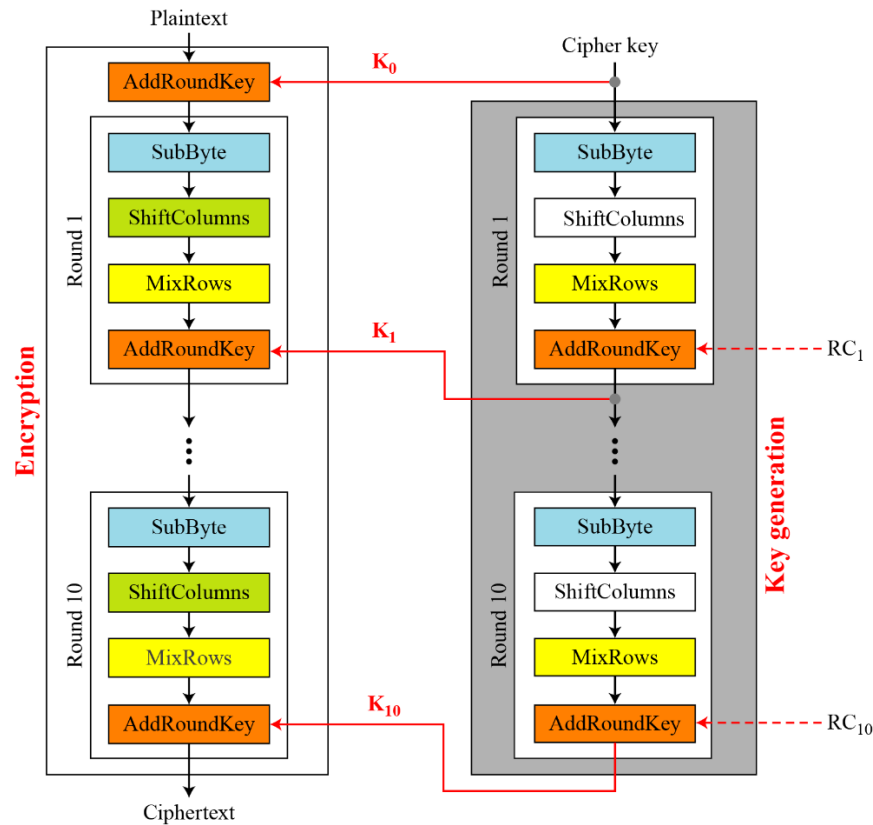 Plaintext
AddRoundKey
Round 1
SubByte
ShiftColumns
MixRows
AddRoundKey
Round 10
SubByte
ShiftColumns
MixRows
AddRoundKey
Ciphertext
Encryption
K₀
K₁
K₁₀
Cipher key
Round 1
SubByte
ShiftColumns
MixRows
AddRoundKey
RC₁
Round 10
SubByte
ShiftColumns
MixRows
AddRoundKey
RC₁₀
Key generation